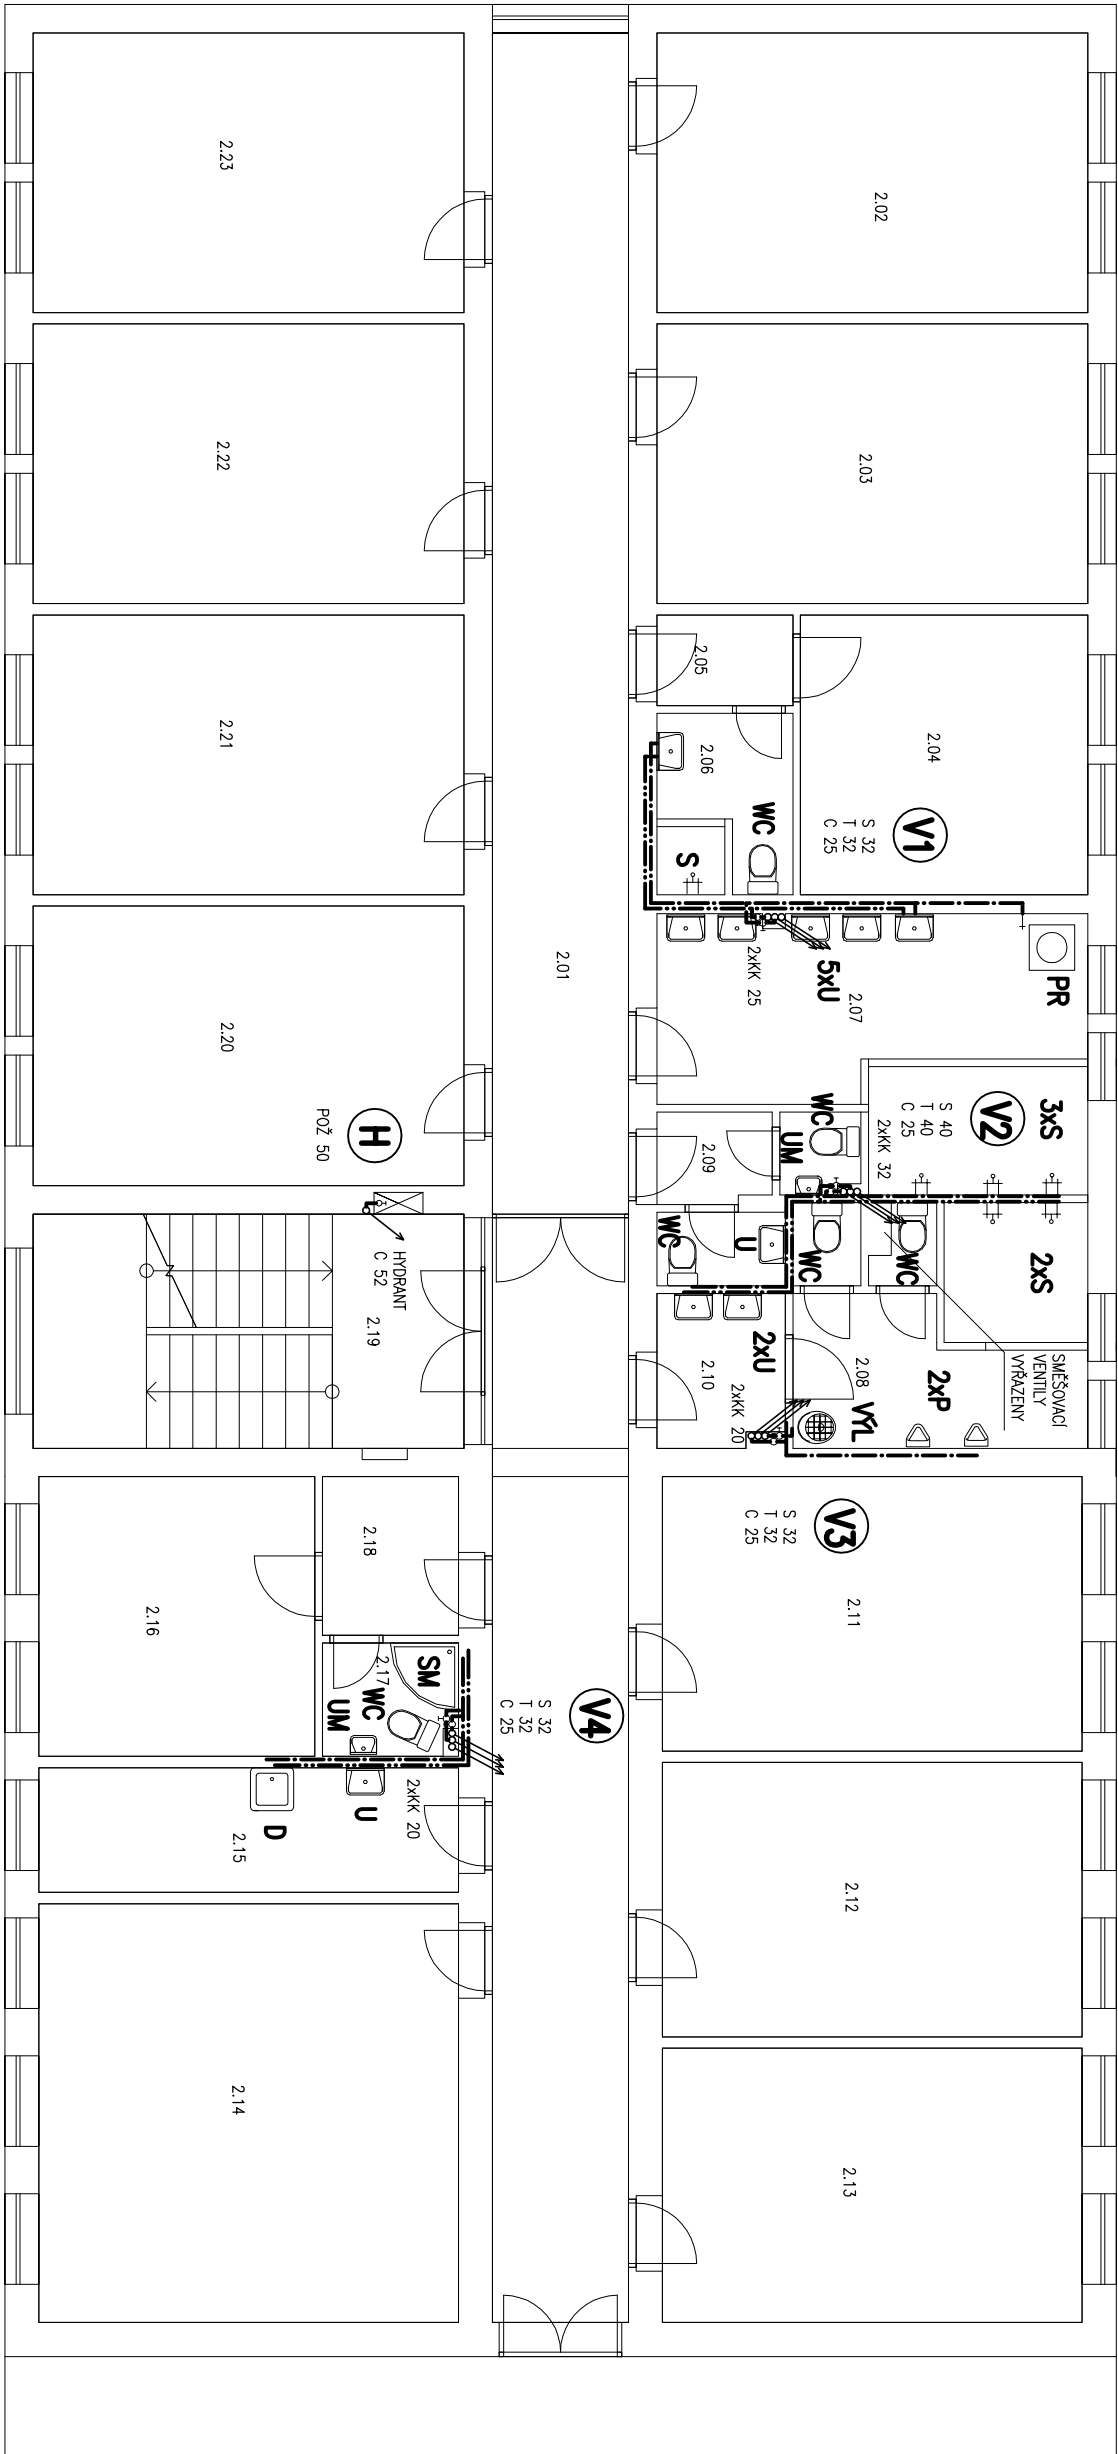 2.23
2.02
2.22
2.03
2.21
2.05
2.04
2.06
WC
S
V1
S 32
T 32
C 25
2.20
2.01
2xKK 25
5xU
2.07
PR
H
POŽ 50
2.09
WC
UM
V2
S 40
T 40
C 25
2xKK 32
3xS
HYDRANT
C 52
2.19
WC
U
WC
WC
2xS
SMĚŠOVACÍ
VENTILY
VYŘAZENY
2.10
2xU
2xKK 20
2.08
VÝL
2xP
V3
S 32
T 32
C 25
2.18
2.16
2.11
2.17
SM
WC
UM
V4
S 32
T 32
C 25
2xKK 20
U
D
2.15
2.12
2.14
2.13